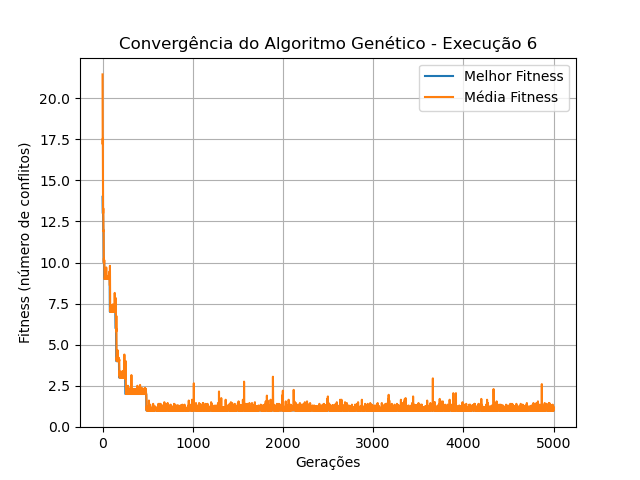 Convergência do Algoritmo Genético - Execução 6
Melhor Fitness
Média Fitness
Fitness (número de conflitos)
20.0
17.5
15.0
12.5
10.0
7.5
5.0
2.5
0.0
0 1000 2000 3000 4000 5000
Gerações